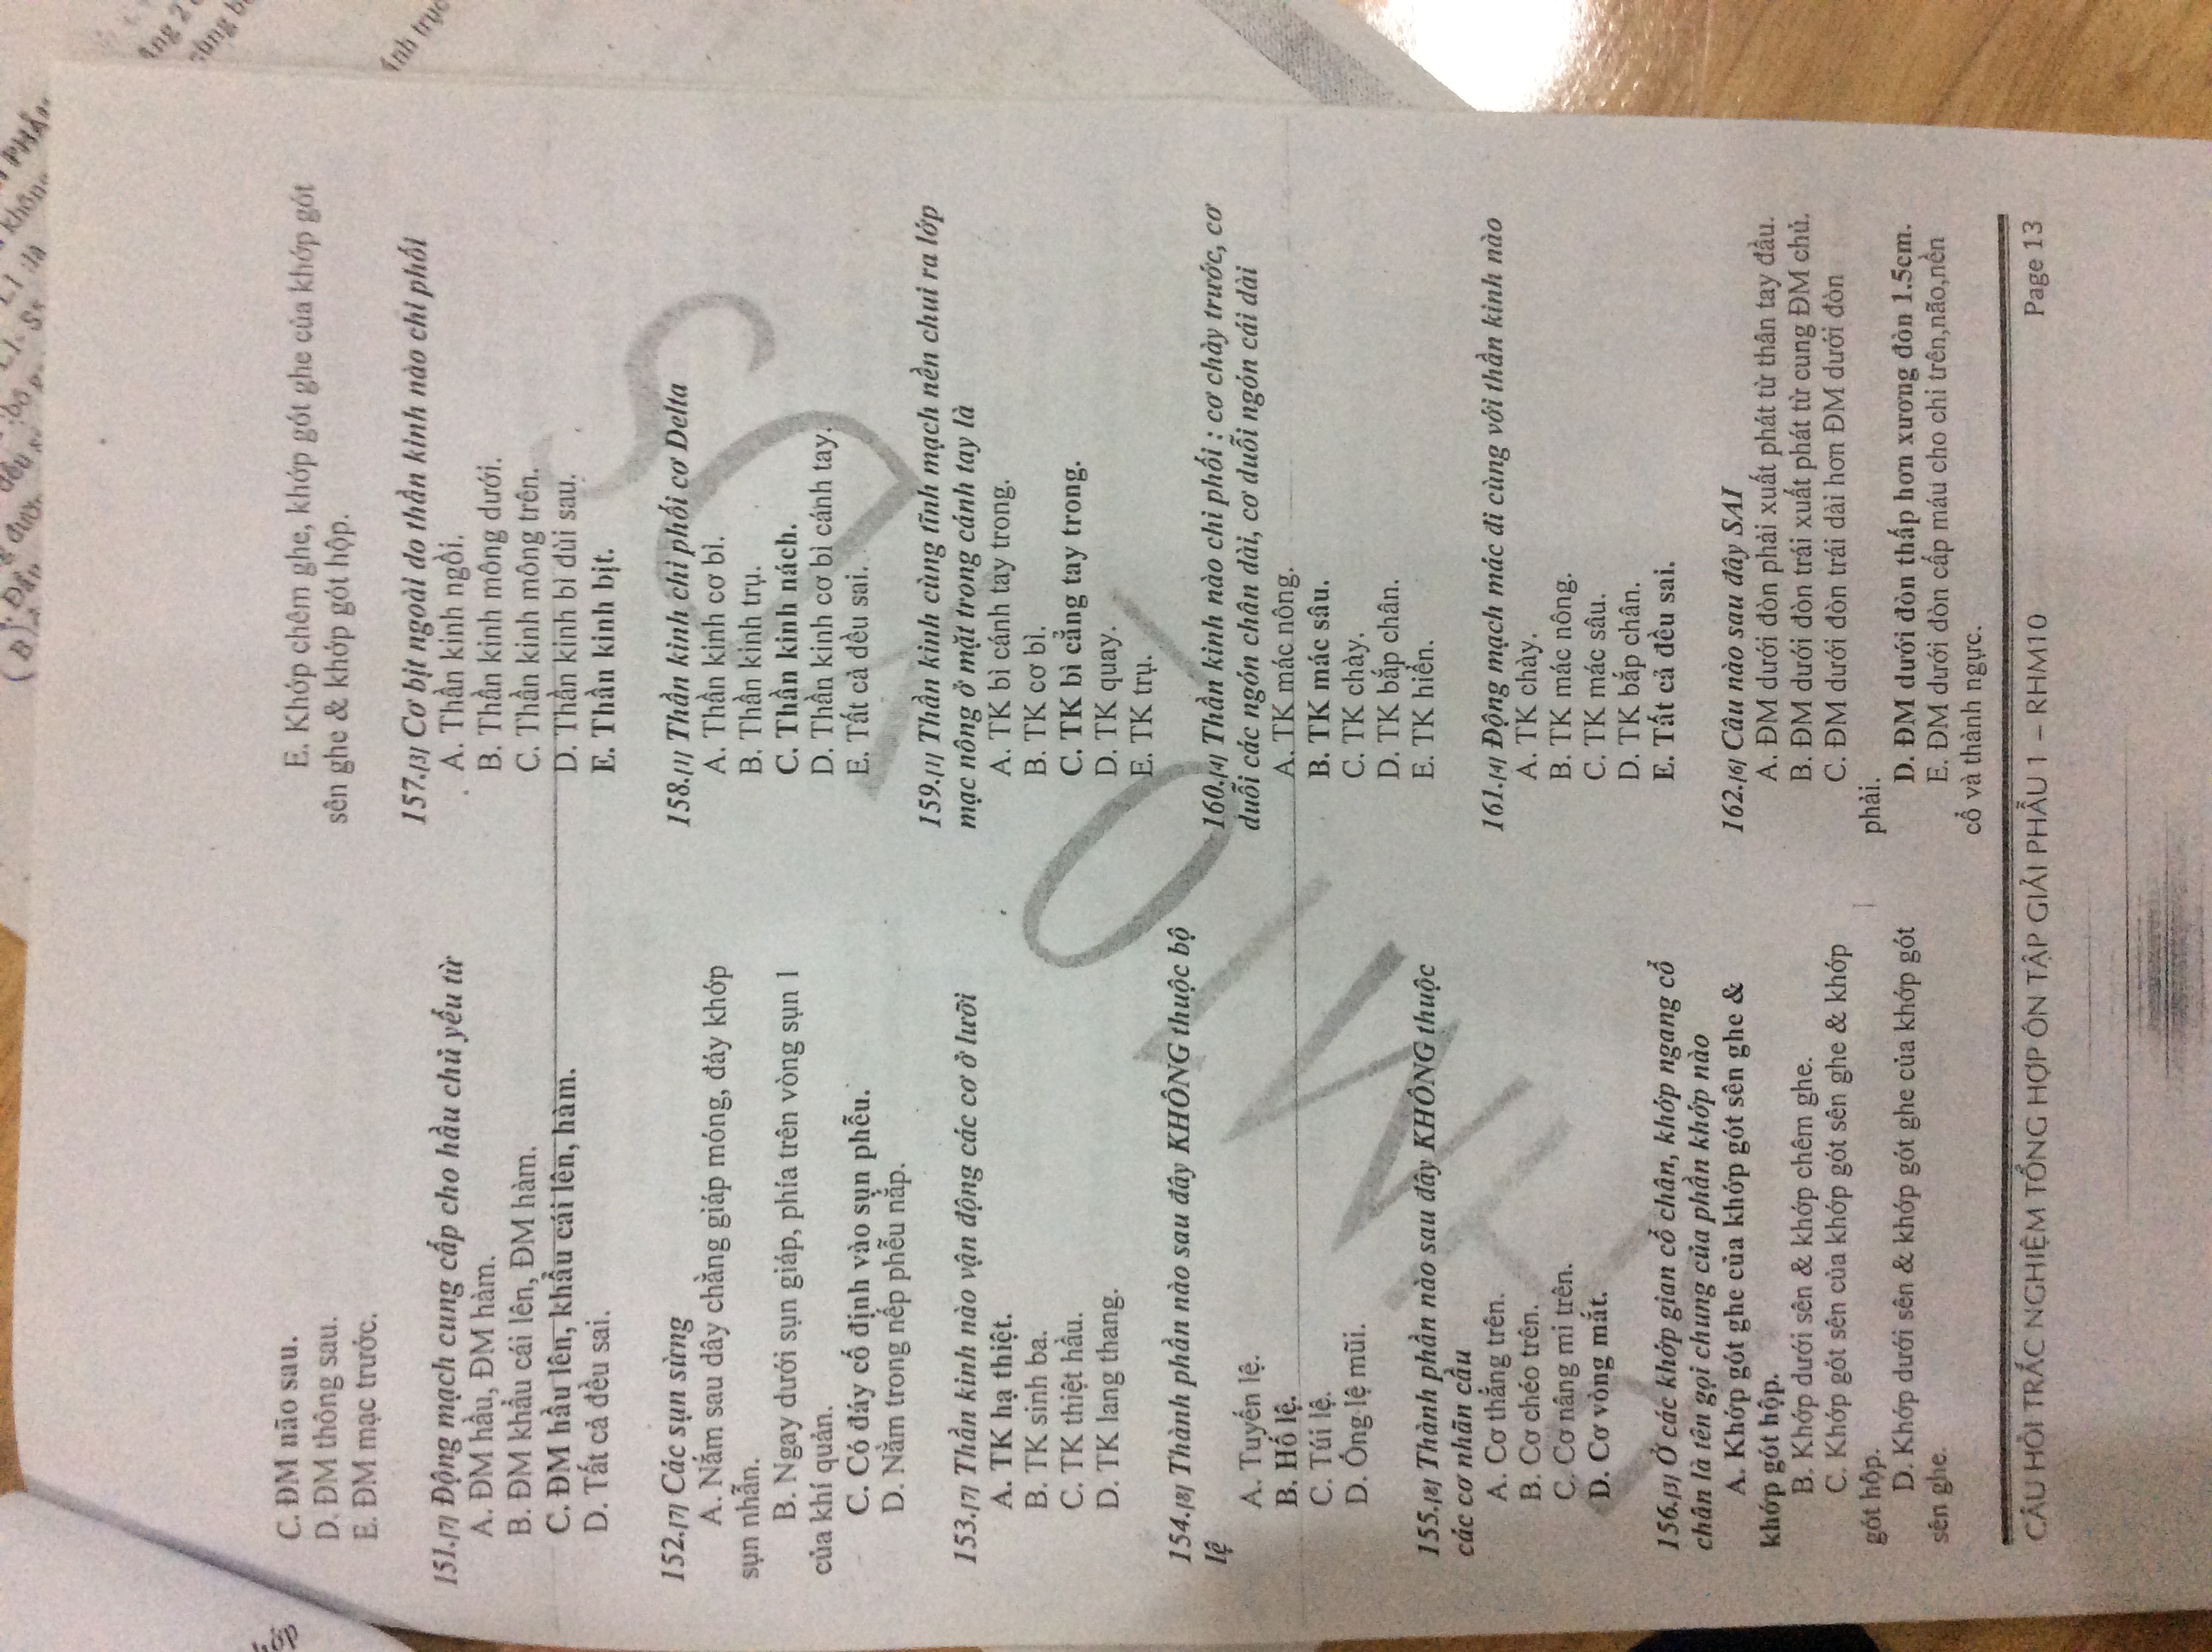 C. ĐM não sau.
D. ĐM thông sau.
E. ĐM mạc trước.
151.[7] Động mạch cung cấp cho hầu chủ yếu từ
A. ĐM hầu, ĐM hàm.
B. ĐM khẩu cái lên, ĐM hàm.
C. ĐM hầu lên, khẩu cái lên, hàm.
D. Tất cả đều sai.
152.[7] Các sụn sừng
A. Nắm sau dây chằng giáp móng, đáy khớp
sụn nhẫn.
B. Ngay dưới sụn giáp, phía trên vòng sụn 1
của khí quản.
C. Có đáy cố định vào sụn phễu.
D. Nằm trong nếp phễu nắp.
153.[7] Thần kinh nào vận động các cơ ở lưỡi
A. TK hạ thiệt.
B. TK sinh ba.
C. TK thiệt hầu.
D. TK lang thang.
154.[8] Thành phần nào sau đây KHÔNG thuộc bộ
lệ
A. Tuyến lệ.
B. Hố lệ.
C. Túi lệ.
D. Ống lệ mũi.
155.[8] Thành phần nào sau đây KHÔNG thuộc
các cơ nhãn cầu
A. Cơ thẳng trên.
B. Cơ chéo trên.
C. Cơ nâng mi trên.
D. Cơ vòng mắt.
156.[3] Ở các khớp gian cổ chân, khớp ngang cổ
chân là tên gọi chung của phần khớp nào
A. Khớp gót ghe của khớp gót sên ghe &
khớp gót hộp.
B. Khớp dưới sên & khớp chêm ghe.
C. Khớp gót sên của khớp gót sên ghe & khớp
gót hộp.
D. Khớp dưới sên & khớp gót ghe của khớp gót
sên ghe.
E. Khớp chêm ghe, khớp gót ghe của khớp gót
sên ghe & khớp gót hộp.
157.[3] Cơ bịt ngoài do thần kinh nào chi phối
A. Thần kinh ngồi.
B. Thần kinh mông dưới.
C. Thần kinh mông trên.
D. Thần kinh bì đùi sau.
E. Thần kinh bịt.
158.[1] Thần kinh chi phối cơ Delta
A. Thần kinh cơ bì.
B. Thần kinh trụ.
C. Thần kinh nách.
D. Thần kinh cơ bì cánh tay.
E. Tất cả đều sai.
159.[1] Thần kinh cùng tĩnh mạch nền chui ra lớp
mạc nông ở mặt trong cánh tay là
A. TK bì cánh tay trong.
B. TK cơ bì.
C. TK bì cẳng tay trong.
D. TK quay.
E. TK trụ.
160.[4] Thần kinh nào chi phối : cơ chày trước, cơ
duỗi các ngón chân dài, cơ duỗi ngón cái dài
A. TK mác nông.
B. TK mác sâu.
C. TK chày.
D. TK bắp chân.
E. TK hiển.
161.[4] Động mạch mác đi cùng với thần kinh nào
A. TK chày.
B. TK mác nông.
C. TK mác sâu.
D. TK bắp chân.
E. Tất cả đều sai.
162.[6] Câu nào sau đây SAI
A. ĐM dưới đòn phải xuất phát từ thân tay đầu.
B. ĐM dưới đòn trái xuất phát từ cung ĐM chủ.
C. ĐM dưới đòn trái dài hơn ĐM dưới đòn
phải.
D. ĐM dưới đòn thấp hơn xương đòn 1.5cm.
E. ĐM dưới đòn cấp máu cho chi trên,não,nền
cổ và thành ngực.
CÂU HỎI TRẮC NGHIỆM TỔNG HỢP ÔN TẬP GIẢI PHẪU 1 – RHM10
Page 13
RHM10_YDS